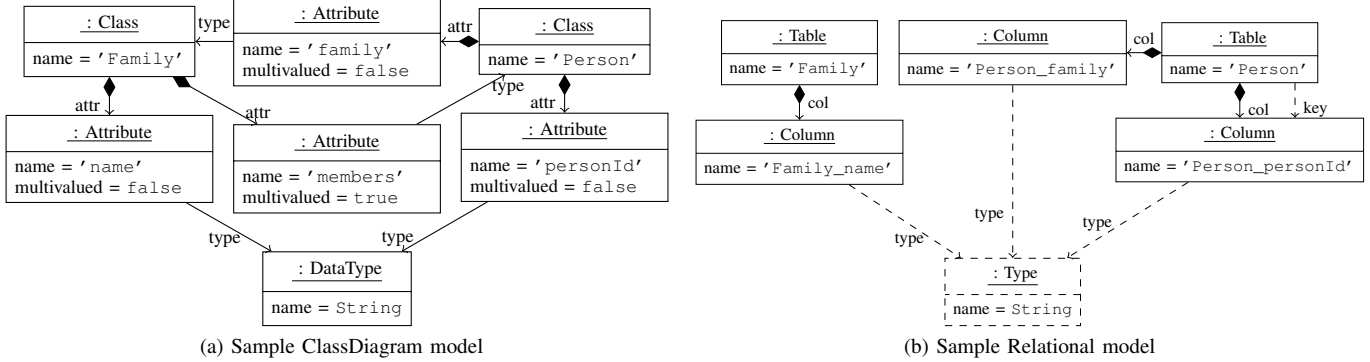 : Class
name = 'Family'
type
: Attribute
name = 'family'
multivalued = false
attr
: Class
name = 'Person'
attr
attr
type
attr
: Attribute
name = 'name'
multivalued = false
: Attribute
name = 'members'
multivalued = true
: Attribute
name = 'personId'
multivalued = false
type
type
: DataType
name = String
(a) Sample ClassDiagram model
: Table
name = 'Family'
: Column
name = 'Person_family'
col
: Table
name = 'Person'
col
col
key
: Column
name = 'Family_name'
: Column
name = 'Person_personId'
type
type
type
: Type
name = String
(b) Sample Relational model